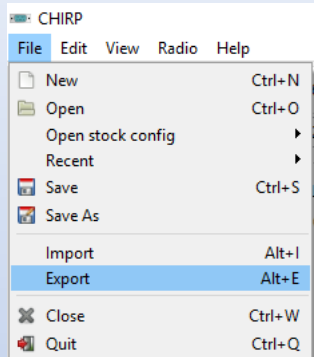 CHIRP
File Edit View Radio Help
New Ctrl+N
Open Ctrl+O
Open stock config
Recent
Save Ctrl+S
Save As
Import Alt+I
Export Alt+E
Close Ctrl+W
Quit Ctrl+Q